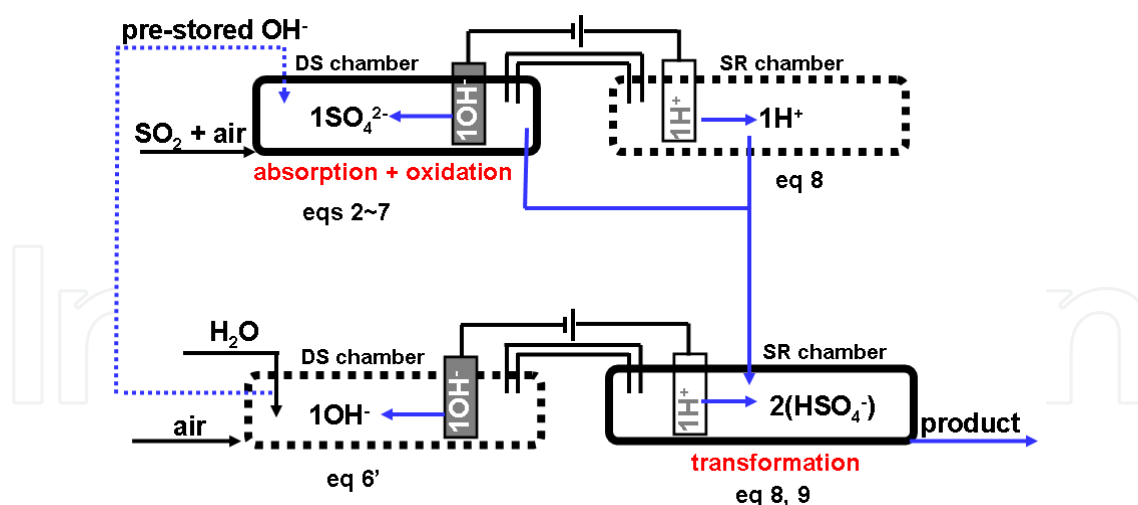 pre-stored OH⁻
DS chamber
SR chamber
1SO₄²⁻
1OH⁻
1H⁺
1H⁺
SO₂ + air
absorption + oxidation
eq 8
eqs 2~7
H₂O
DS chamber
SR chamber
1OH⁻
1OH⁻
1H⁺
2(HSO₄⁻)
air
product
eq 6’
transformation
eq 8, 9